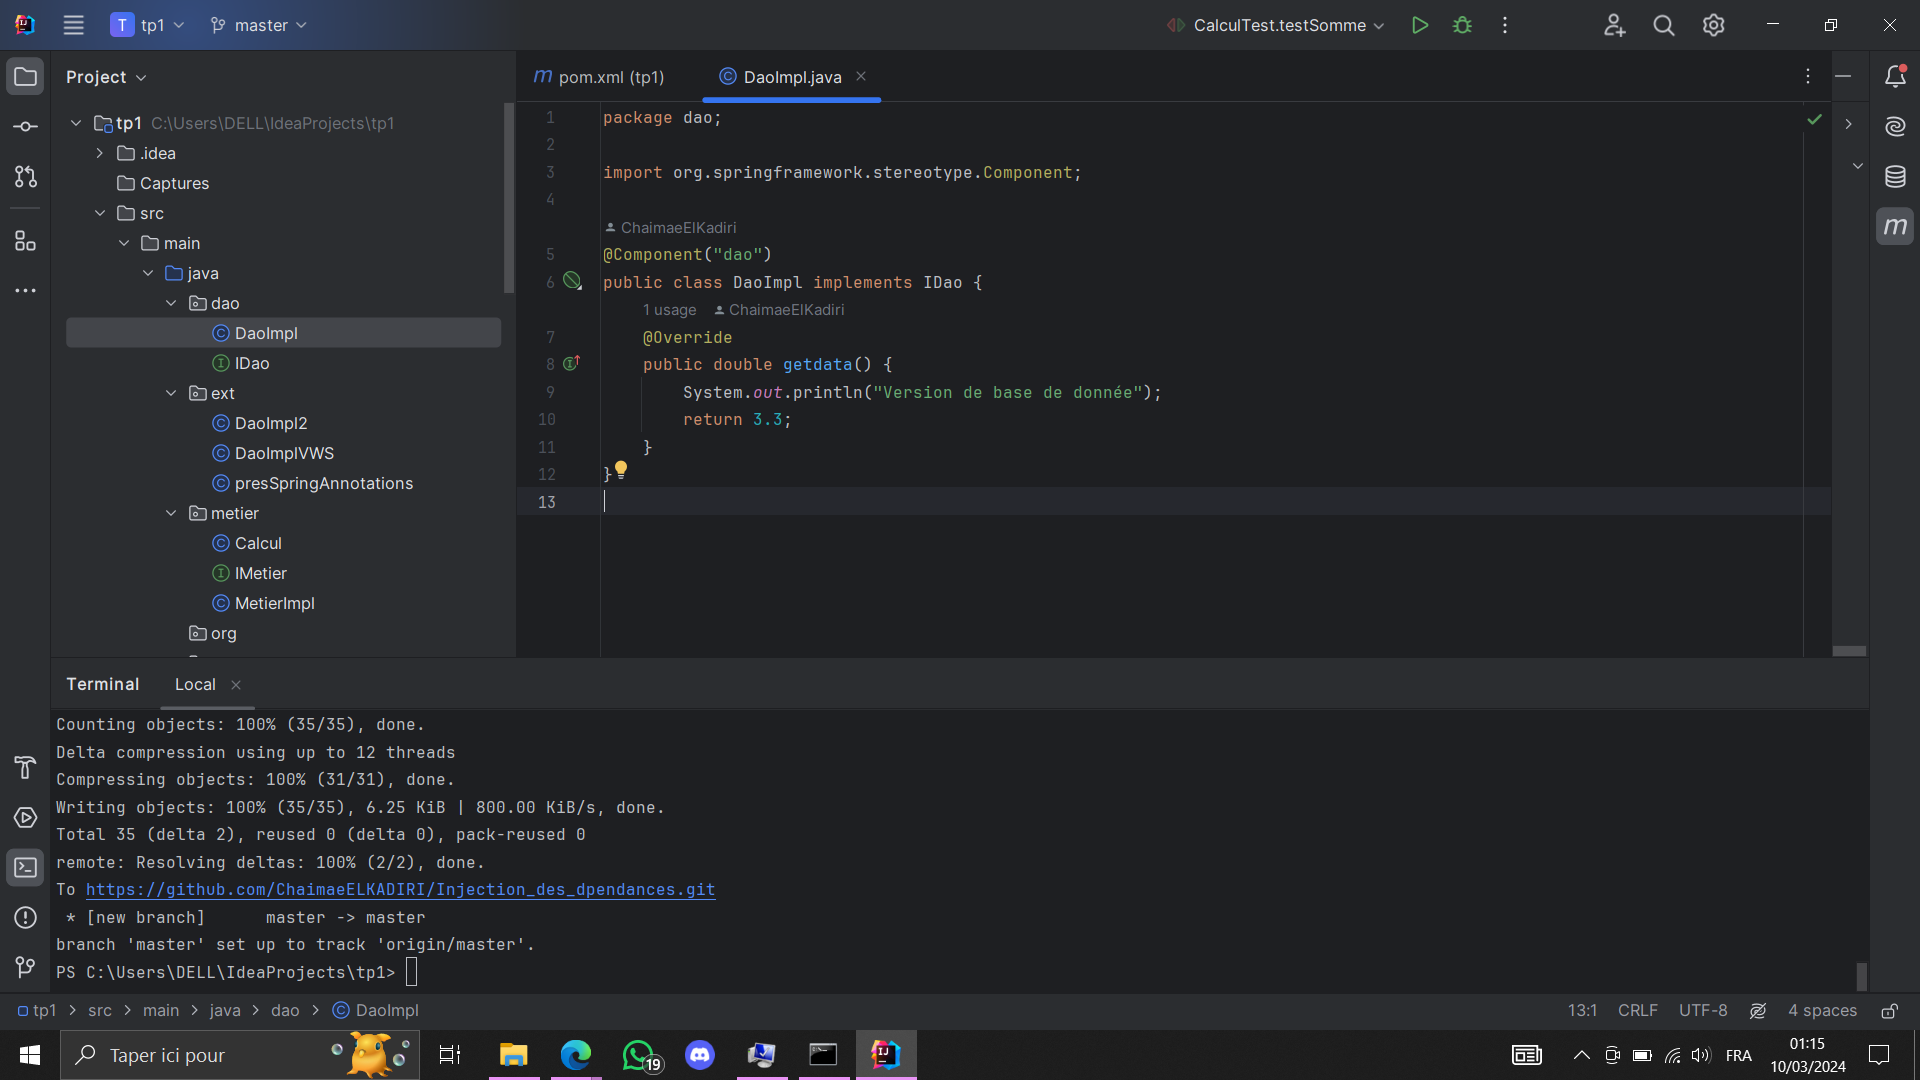 T tp1 master
CalculTest.testSomme
Project
pom.xml (tp1) DaoImpl.java
tp1 C:\Users\DELL\IdeaProjects\tp1
.idea
Captures
src
main
java
dao
DaoImpl
IDao
ext
DaoImpl2
DaoImplVWS
presSpringAnnotations
metier
Calcul
IMetier
MetierImpl
org
1 package dao;
2
3 import org.springframework.stereotype.Component;
4
ChaimaeElKadiri
5 @Component("dao")
6 public class DaoImpl implements IDao {
1 usage ChaimaeElKadiri
7 @Override
8 public double getdata() {
9 System.out.println("Version de base de donnée");
10 return 3.3;
11 }
12 }
13
Terminal Local
Counting objects: 100% (35/35), done.
Delta compression using up to 12 threads
Compressing objects: 100% (31/31), done.
Writing objects: 100% (35/35), 6.25 KiB | 800.00 KiB/s, done.
Total 35 (delta 2), reused 0 (delta 0), pack-reused 0
remote: Resolving deltas: 100% (2/2), done.
To https://github.com/ChaimaeELKADIRI/Injection_des_dpendances.git
* [new branch] master -> master
branch 'master' set up to track 'origin/master'.
PS C:\Users\DELL\IdeaProjects\tp1>
tp1 > src > main > java > dao > DaoImpl
13:1 CRLF UTF-8 4 spaces
Taper ici pour
19
FRA
01:15
10/03/2024